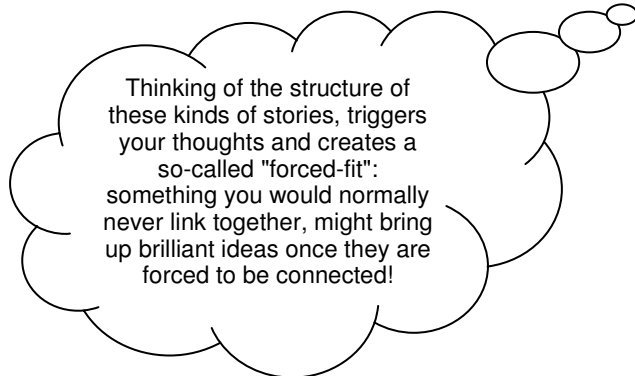 Thinking of the structure of
these kinds of stories, triggers
your thoughts and creates a
so-called "forced-fit":
something you would normally
never link together, might bring
up brilliant ideas once they are
forced to be connected!